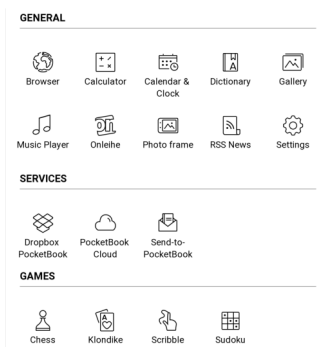 GENERAL
Browser Calculator Calendar & Clock Dictionary Gallery
Music Player Onleihe Photo frame RSS News Settings
SERVICES
Dropbox PocketBook PocketBook Cloud Send-to-PocketBook
GAMES
Chess Klondike Scribble Sudoku